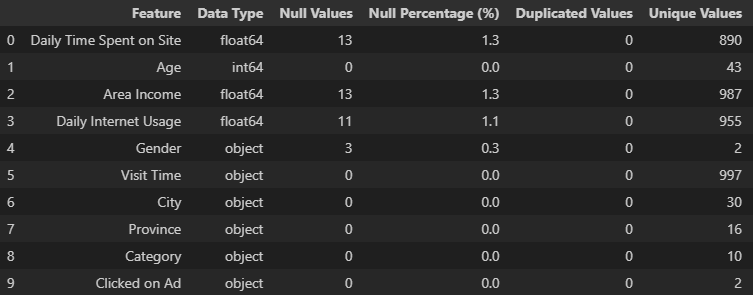 Feature Data Type Null Values Null Percentage (%) Duplicated Values Unique Values
0 Daily Time Spent on Site float64 13 1.3 0 890
1 Age int64 0 0.0 0 43
2 Area Income float64 13 1.3 0 987
3 Daily Internet Usage float64 11 1.1 0 955
4 Gender object 3 0.3 0 2
5 Visit Time object 0 0.0 0 997
6 City object 0 0.0 0 30
7 Province object 0 0.0 0 16
8 Category object 0 0.0 0 10
9 Clicked on Ad object 0 0.0 0 2